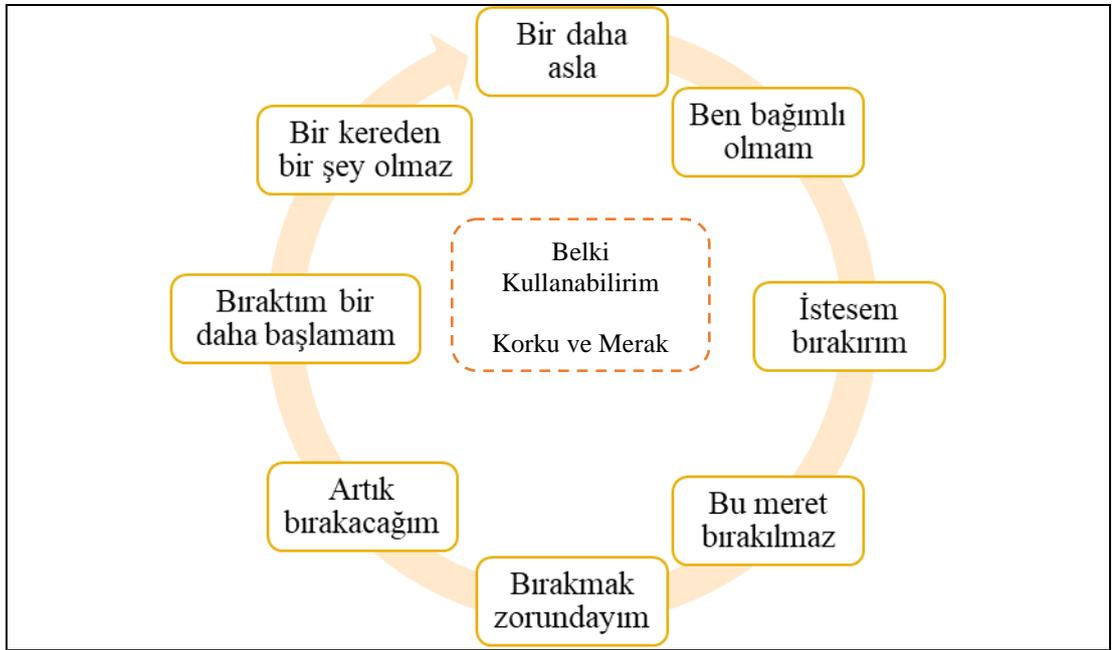 Bir daha
asla
Ben bağımlı
olmam
İstesem
bırakırım
Bu meret
bırakılmaz
Bırakmak
zorundayım
Artık
bırakacağım
Bıraktım bir
daha başlamam
Bir kereden
bir şey olmaz
Belki
Kullanabilirim
Korku ve Merak